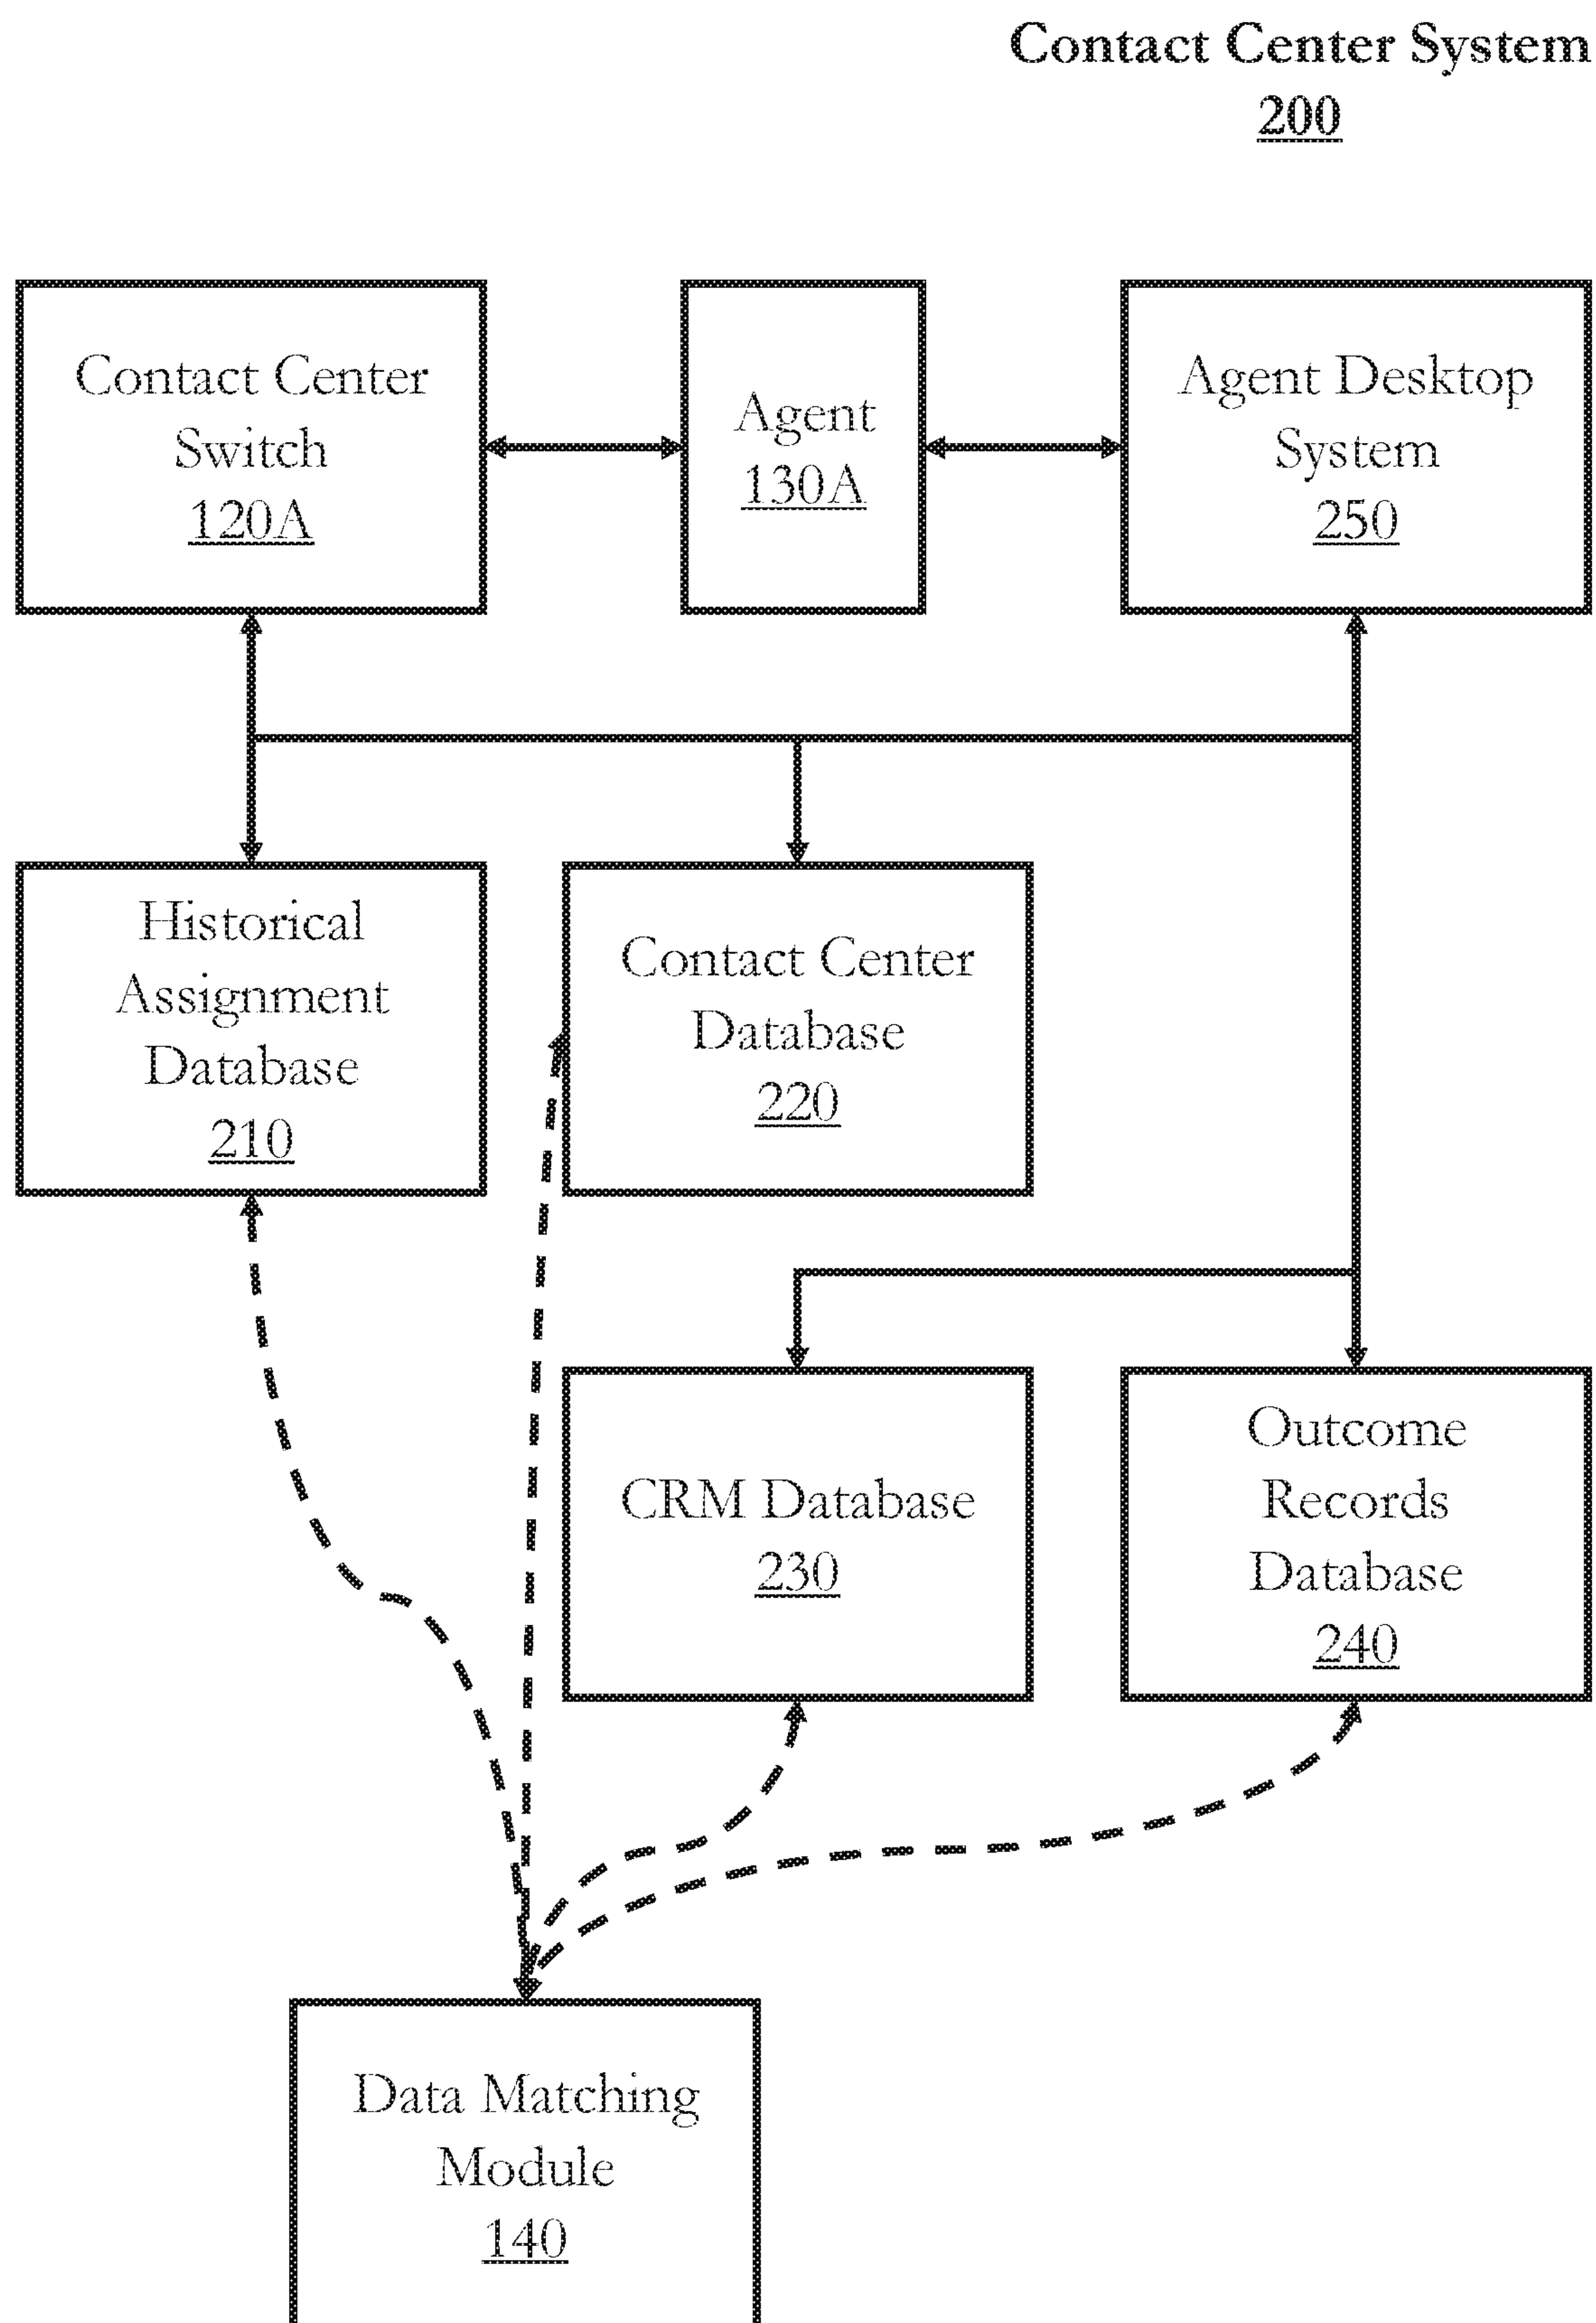 Contact Center System
200
Contact Center
Switch
120A
Agent
130A
Agent Desktop
System
250
Historical
Assignment
Database
210
Contact Center
Database
220
CRM Database
230
Outcome
Records
Database
240
Data Matching
Module
140